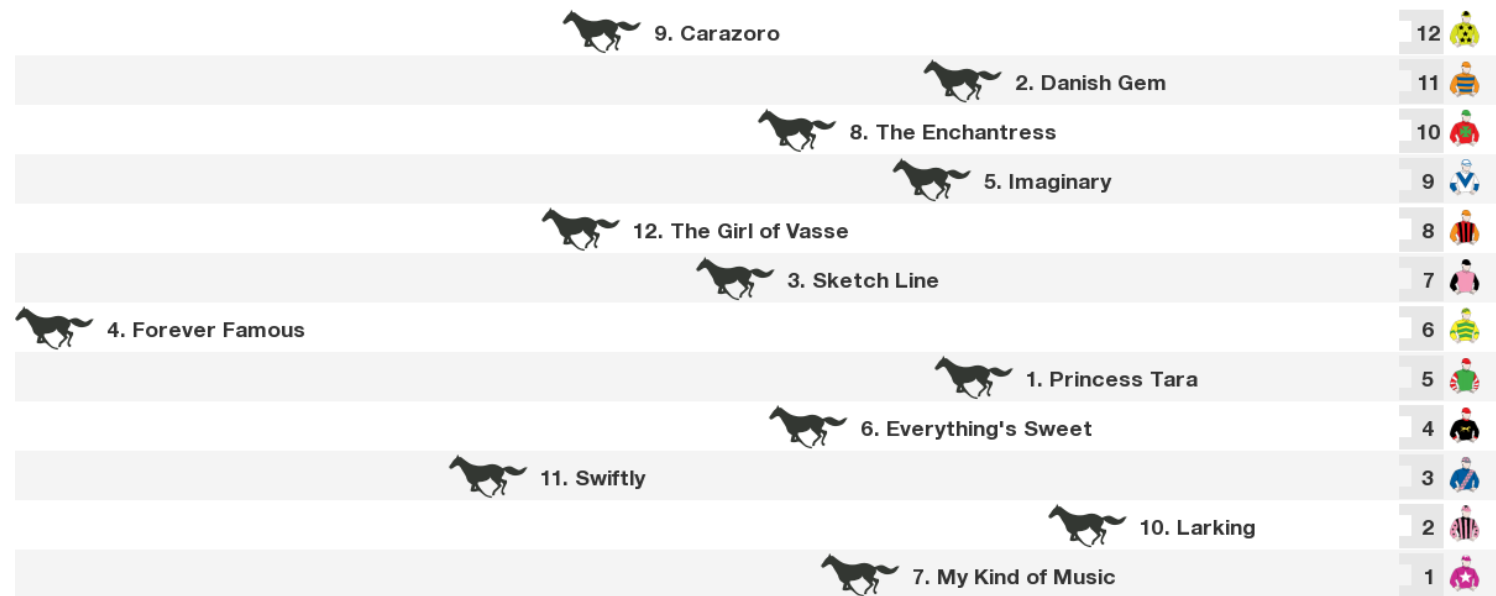 9. Carazoro 12
2. Danish Gem 11
8. The Enchantress 10
5. Imaginary 9
12. The Girl of Vasse 8
3. Sketch Line 7
4. Forever Famous 6
1. Princess Tara 5
6. Everything's Sweet 4
11. Swiftly 3
10. Larking 2
7. My Kind of Music 1